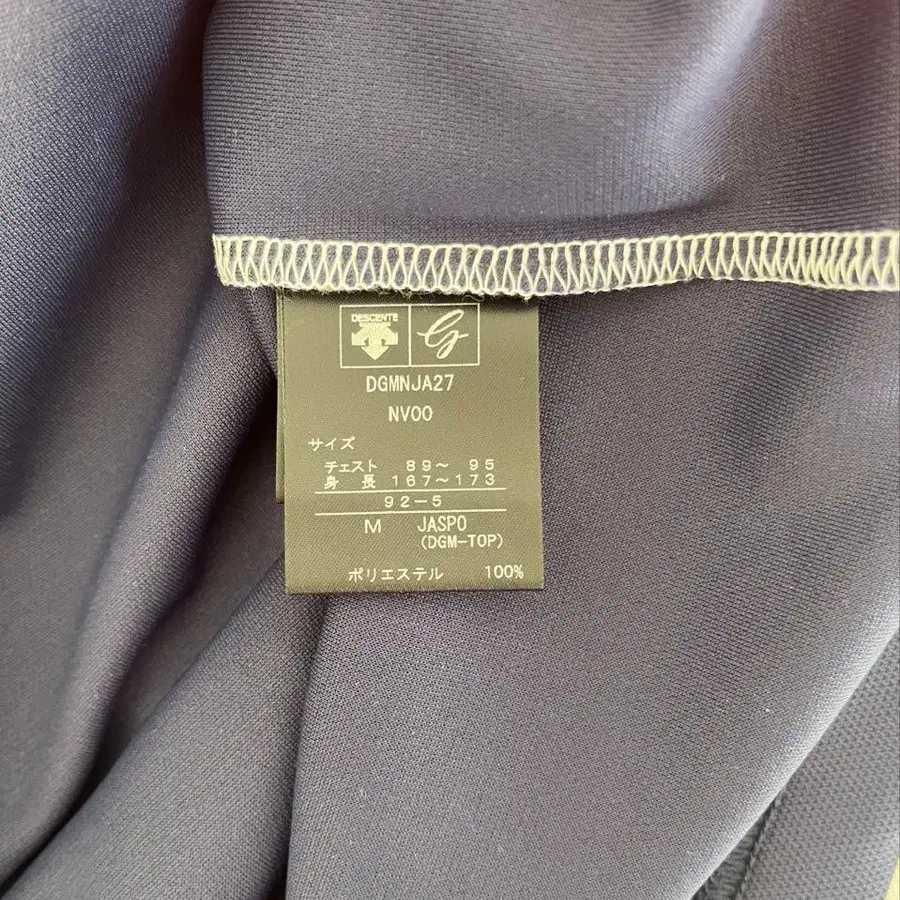 DESCENTE
G
DGMNJA27
NV00
サイズ
チェスト 89～ 95
身 長 167～173
92-5
M JASPO
(DGM-TOP)
ポリエステル 100%